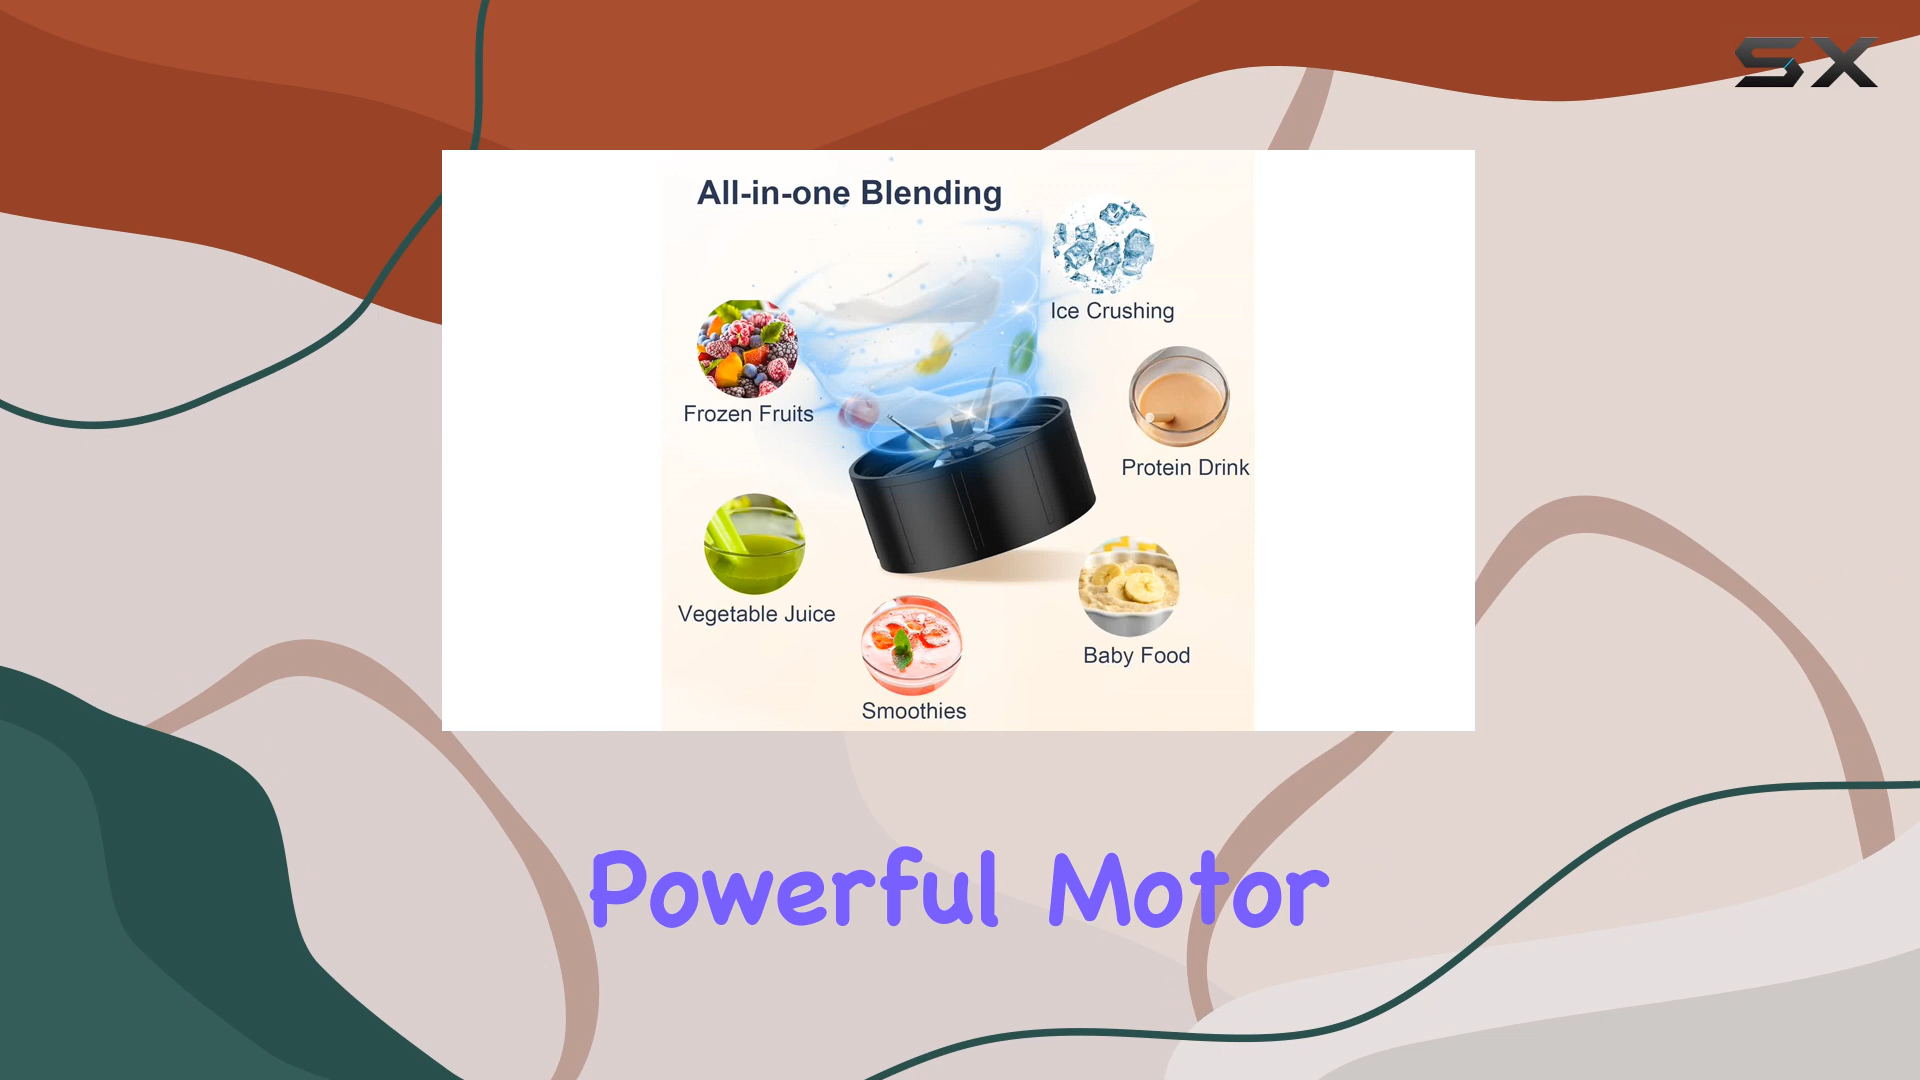 SX
All-in-one Blending
Ice Crushing
Frozen Fruits
Protein Drink
Vegetable Juice
Baby Food
Smoothies
Powerful Motor